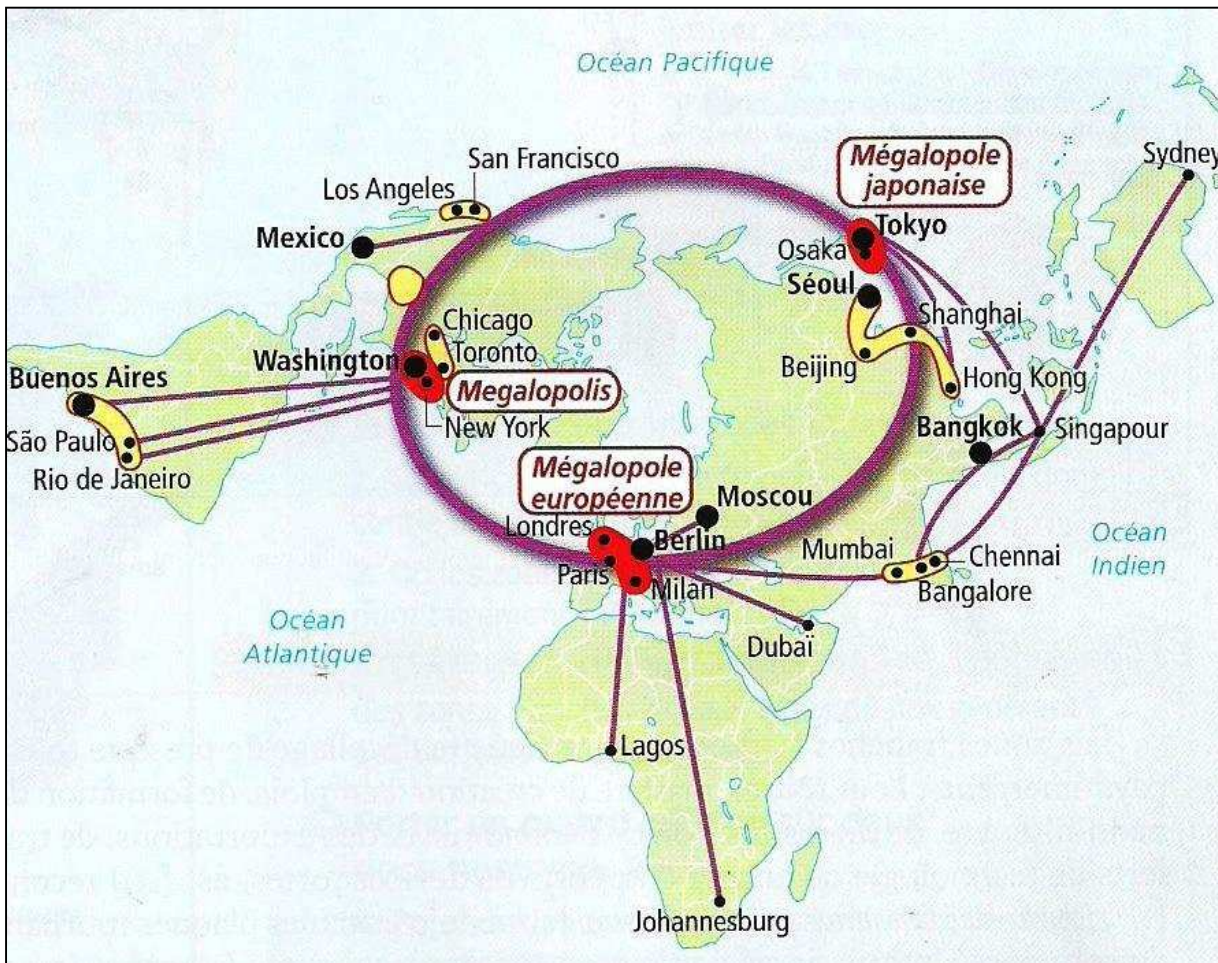 Océan Pacifique
San Francisco
Los Angeles
Mexico
Mégalopole
japonaise
Sydney
Tokyo
Osaka
Séoul
Shanghai
Beijing
Hong Kong
Chicago
Toronto
Washington
Megalopolis
New York
Buenos Aires
São Paulo
Rio de Janeiro
Bangkok
Singapour
Mégalopole
européenne
Moscou
Londres
Berlin
Paris
Milan
Mumbai
Chennai
Bangalore
Océan
Indien
Océan
Atlantique
Dubaï
Lagos
Johannesburg